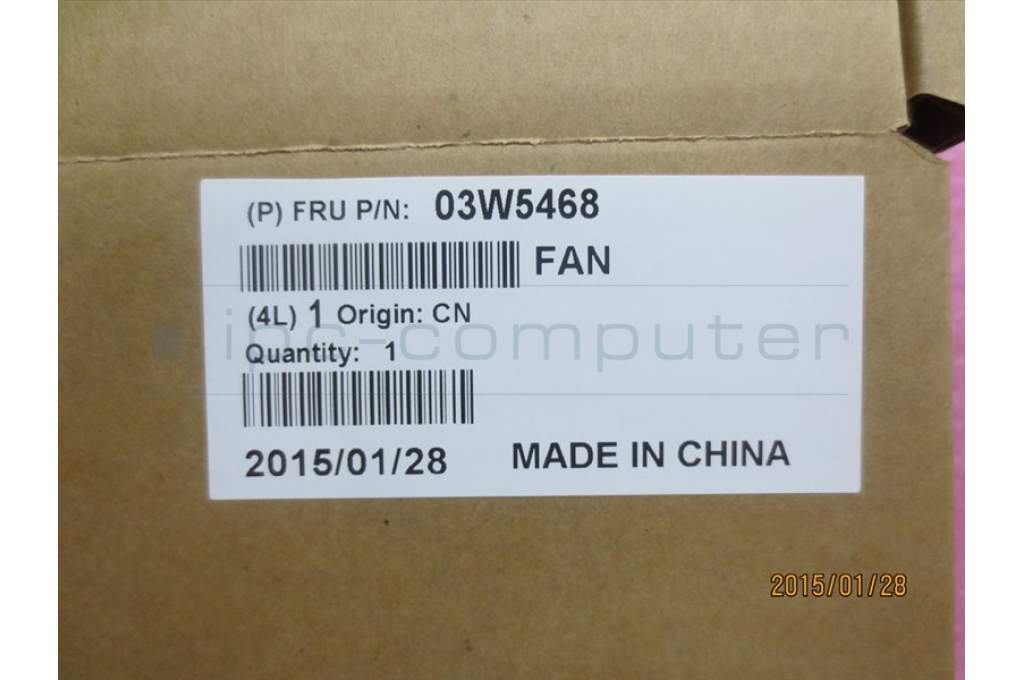 (P) FRU P/N: 03W5468
FAN
(4L) 1 Origin: CN
ipc-computer
Quantity: 1
2015/01/28 MADE IN CHINA
2015/01/28